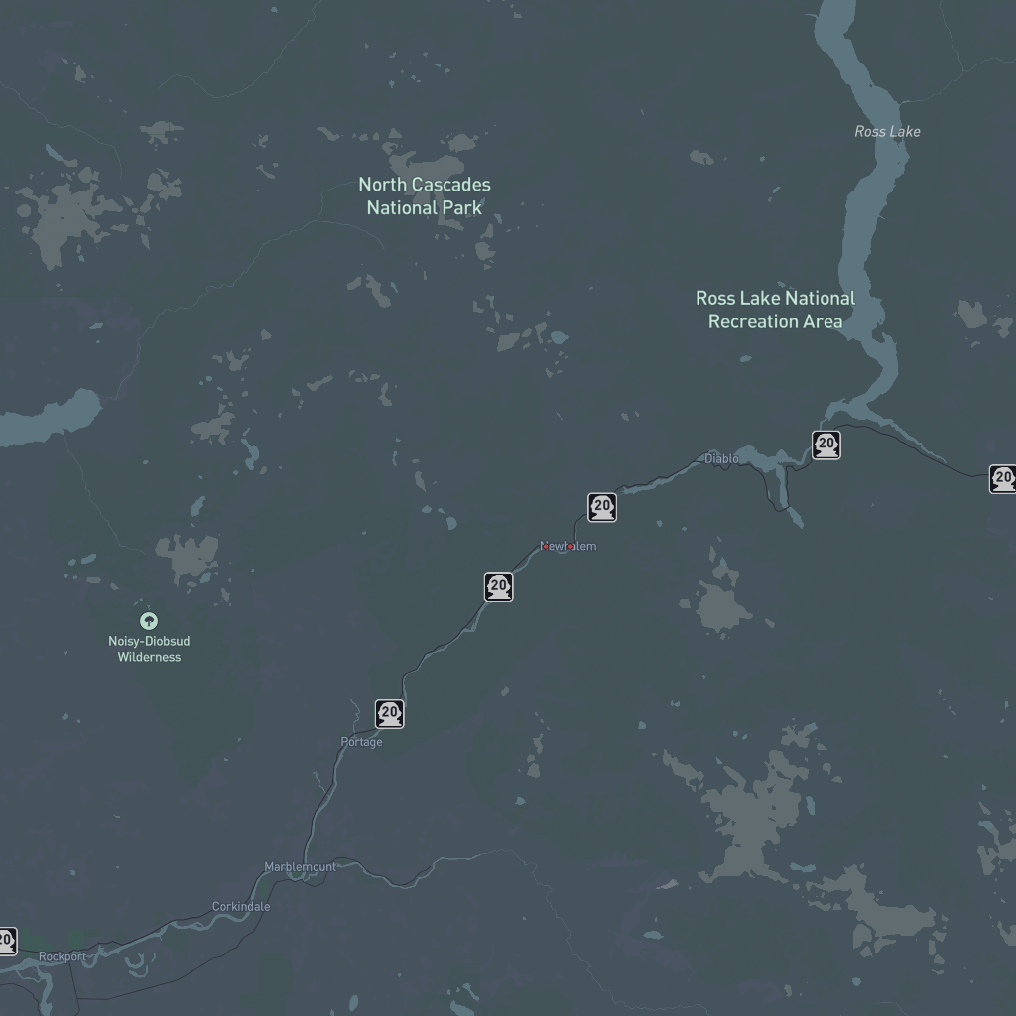 Ross Lake
North Cascades
National Park
Ross Lake National
Recreation Area
20
Diablo
20
20
Newhalem
20
Noisy-Diobsud
Wilderness
20
Portage
Marblemount
Corkindale
20
Rockport